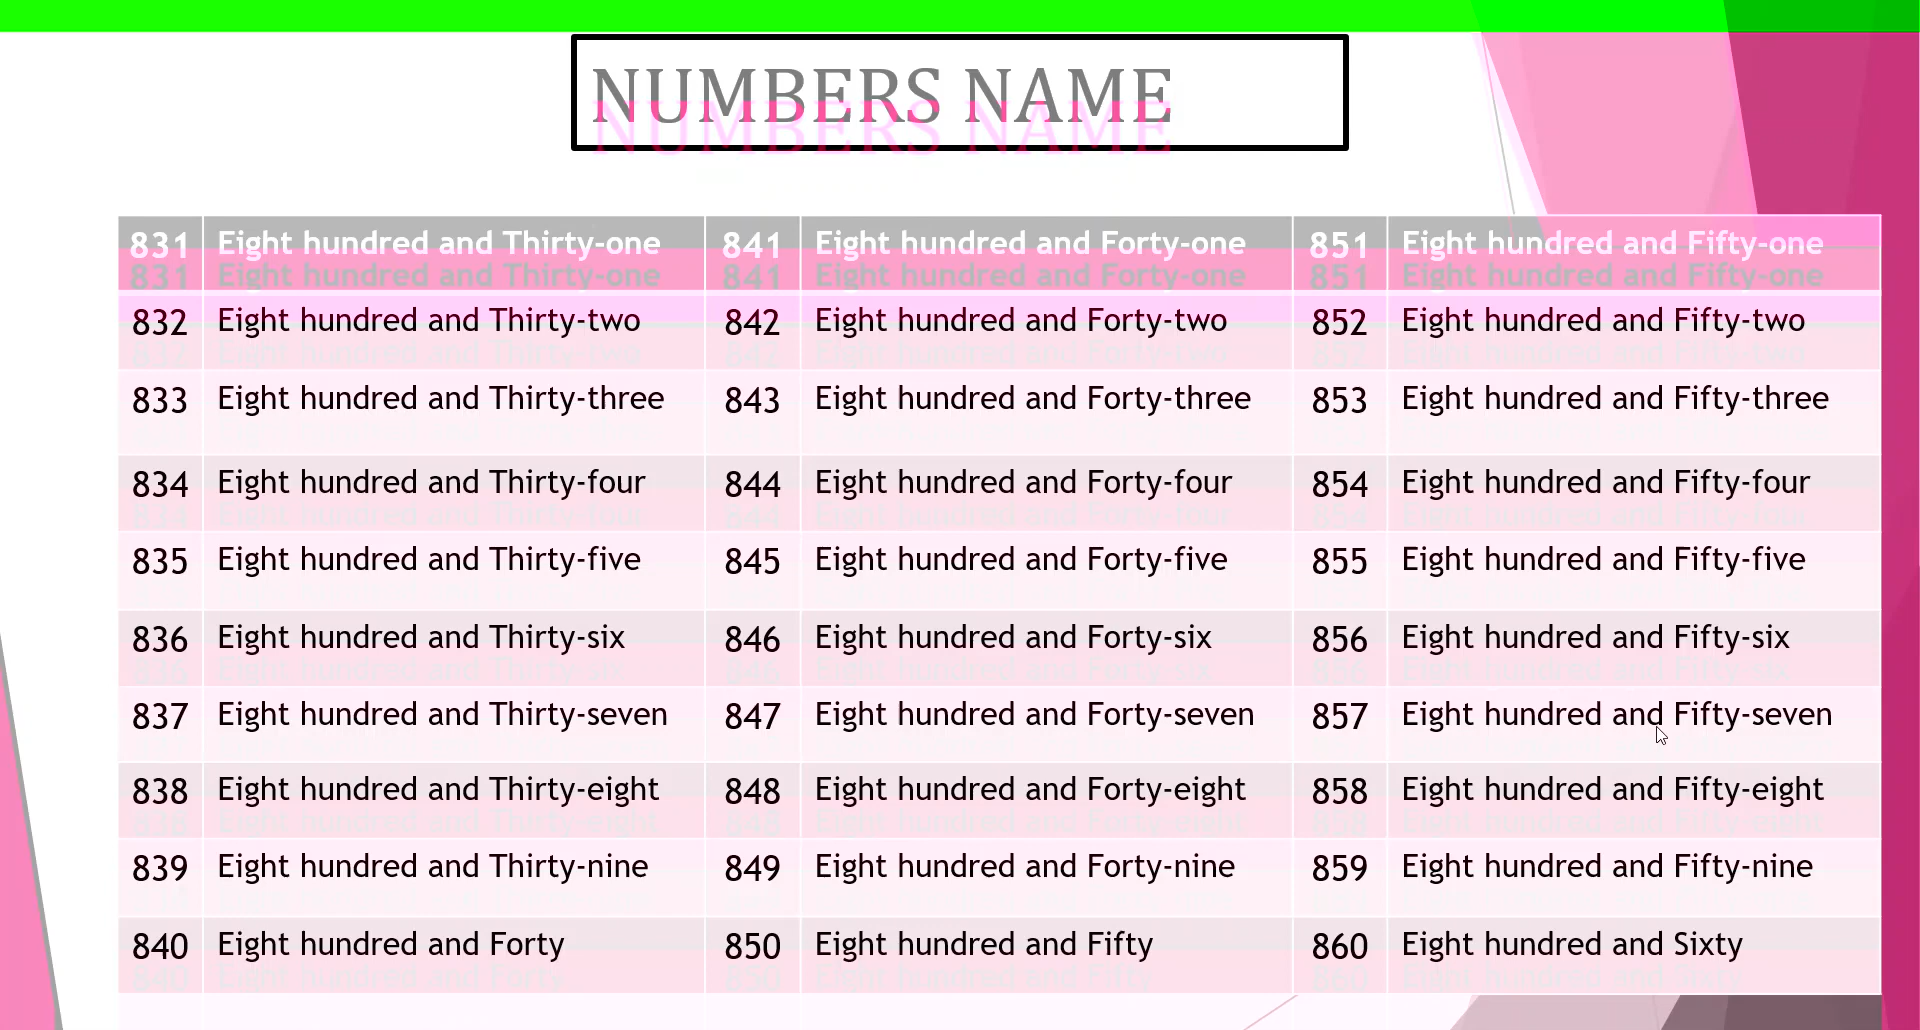 NUMBERS NAME
831 Eight hundred and Thirty-one 841 Eight hundred and Forty-one 851 Eight hundred and Fifty-one
832 Eight hundred and Thirty-two 842 Eight hundred and Forty-two 852 Eight hundred and Fifty-two
833 Eight hundred and Thirty-three 843 Eight hundred and Forty-three 853 Eight hundred and Fifty-three
834 Eight hundred and Thirty-four 844 Eight hundred and Forty-four 854 Eight hundred and Fifty-four
835 Eight hundred and Thirty-five 845 Eight hundred and Forty-five 855 Eight hundred and Fifty-five
836 Eight hundred and Thirty-six 846 Eight hundred and Forty-six 856 Eight hundred and Fifty-six
837 Eight hundred and Thirty-seven 847 Eight hundred and Forty-seven 857 Eight hundred and Fifty-seven
838 Eight hundred and Thirty-eight 848 Eight hundred and Forty-eight 858 Eight hundred and Fifty-eight
839 Eight hundred and Thirty-nine 849 Eight hundred and Forty-nine 859 Eight hundred and Fifty-nine
840 Eight hundred and Forty 850 Eight hundred and Fifty 860 Eight hundred and Sixty